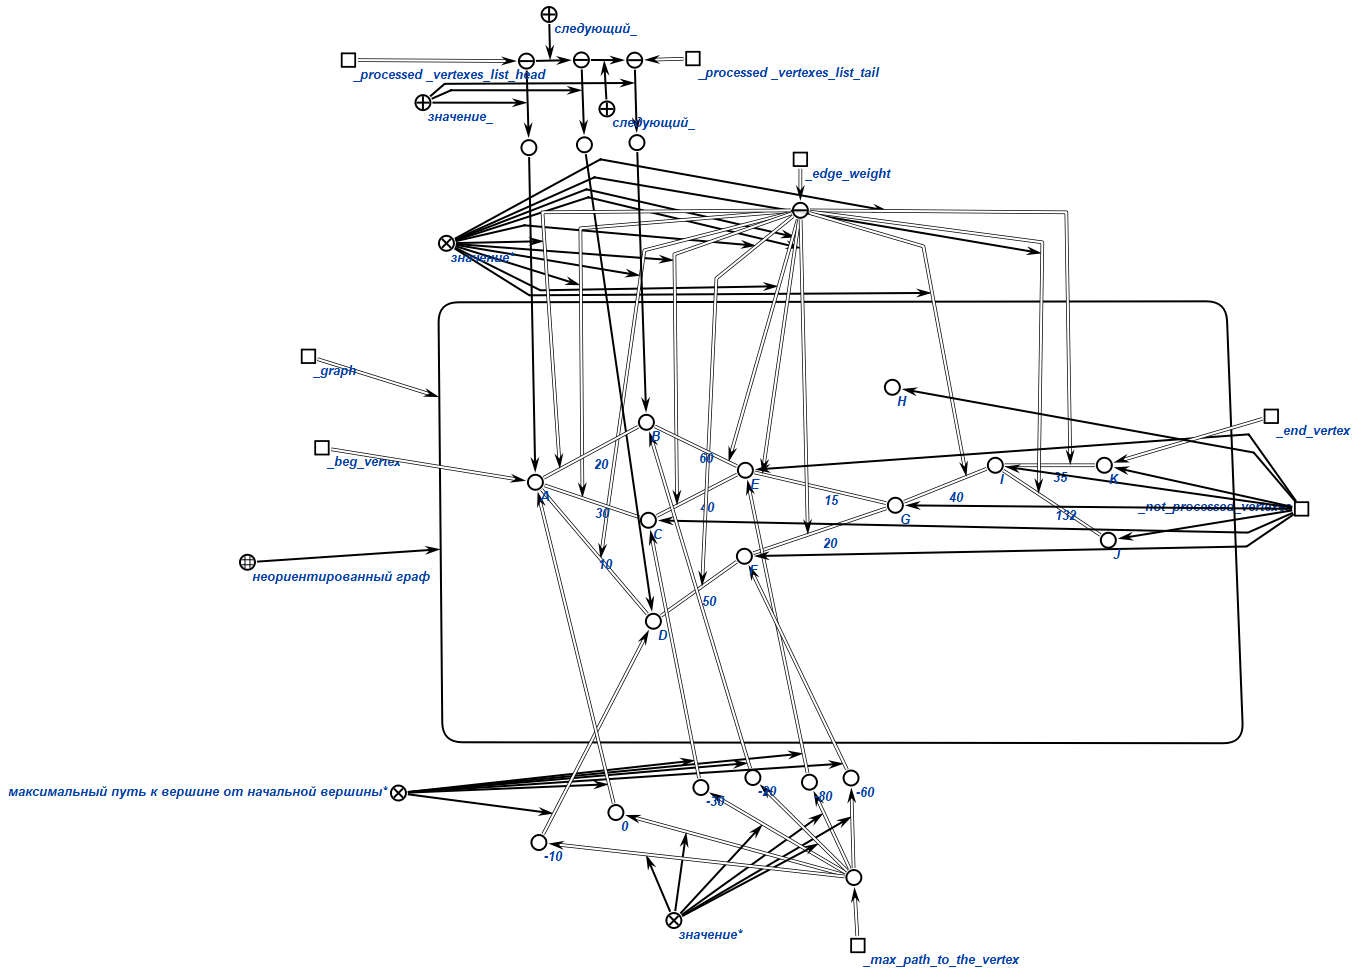 следующий_
_processed _vertexes_list_head
_processed _vertexes_list_tail
значение_
следующий_
_edge_weight
значение*
_graph
H
_end_vertex
B
_beg_vertex
20
60
A
E
I
K
35
30
40
15
40
G
_not_processed_vertexes
132
C
20
J
10
F
неориентированный граф
50
D
максимальный путь к вершине от начальной вершины*
-30
-20
-80
-60
0
-10
значение*
_max_path_to_the_vertex